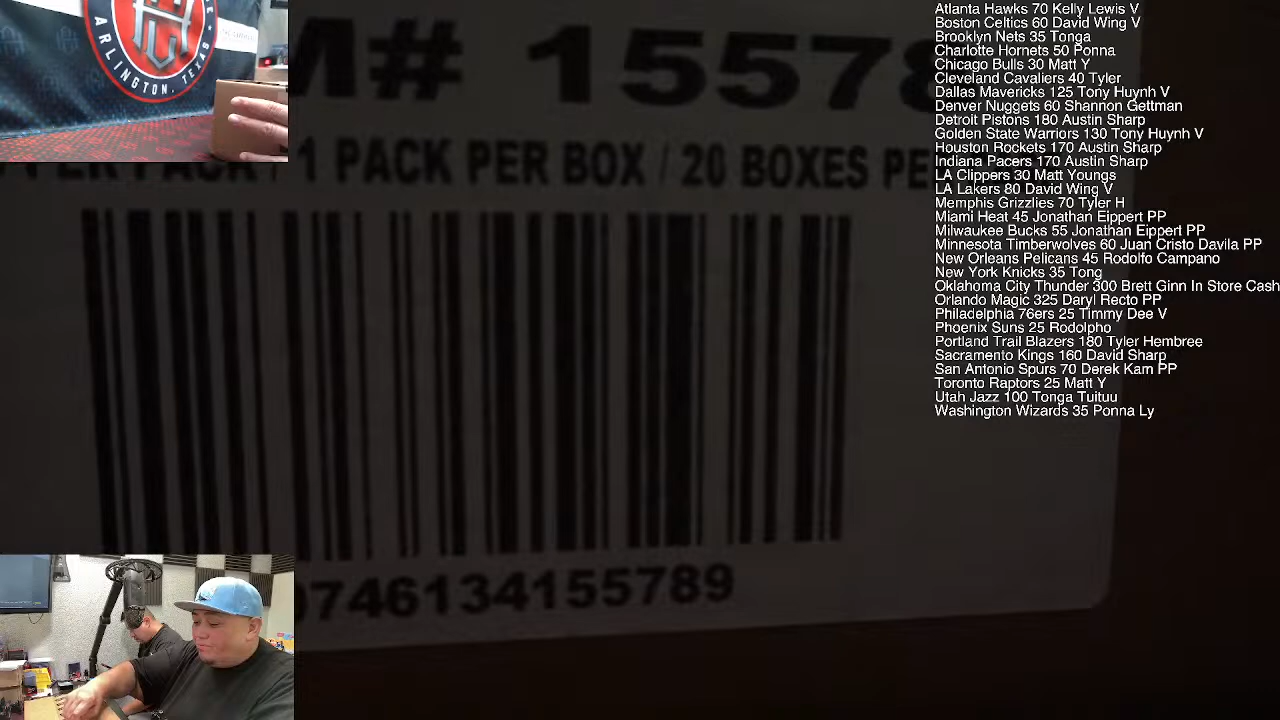 ARLINGTON, TEXAS
M# 15578
PER PACK / 1 PACK PER BOX / 20 BOXES PE
0746134155789
Atlanta Hawks 70 Kelly Lewis V
Boston Celtics 60 David Wing V
Brooklyn Nets 35 Tonga
Charlotte Hornets 50 Ponna
Chicago Bulls 30 Matt Y
Cleveland Cavaliers 40 Tyler
Dallas Mavericks 125 Tony Huynh V
Denver Nuggets 60 Shannon Gettman
Detroit Pistons 180 Austin Sharp
Golden State Warriors 130 Tony Huynh V
Houston Rockets 170 Austin Sharp
Indiana Pacers 170 Austin Sharp
LA Clippers 30 Matt Youngs
LA Lakers 80 David Wing V
Memphis Grizzlies 70 Tyler H
Miami Heat 45 Jonathan Eippert PP
Milwaukee Bucks 55 Jonathan Eippert PP
Minnesota Timberwolves 60 Juan Cristo Davila PP
New Orleans Pelicans 45 Rodolfo Campano
New York Knicks 35 Tong
Oklahoma City Thunder 300 Brett Ginn In Store Cash
Orlando Magic 325 Daryl Recto PP
Philadelphia 76ers 25 Timmy Dee V
Phoenix Suns 25 Rodolpho
Portland Trail Blazers 180 Tyler Hembree
Sacramento Kings 160 David Sharp
San Antonio Spurs 70 Derek Kam PP
Toronto Raptors 25 Matt Y
Utah Jazz 100 Tonga Tuituu
Washington Wizards 35 Ponna Ly